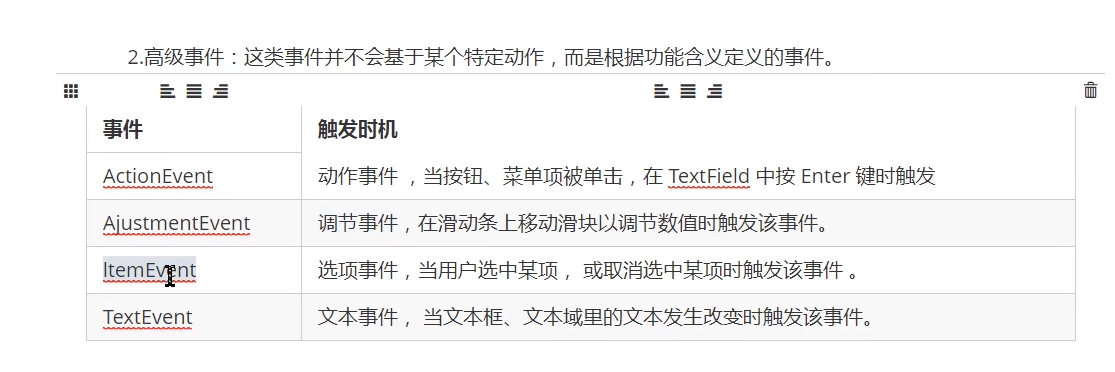 2.高级事件：这类事件并不会基于某个特定动作，而是根据功能含义定义的事件。
事件 触发时机
ActionEvent 动作事件 ，当按钮、菜单项被单击，在 TextField 中按 Enter 键时触发
AjustmentEvent 调节事件，在滑动条上移动滑块以调节数值时触发该事件。
ltemEvent 选项事件，当用户选中某项， 或取消选中某项时触发该事件 。
TextEvent 文本事件， 当文本框、文本域里的文本发生改变时触发该事件。